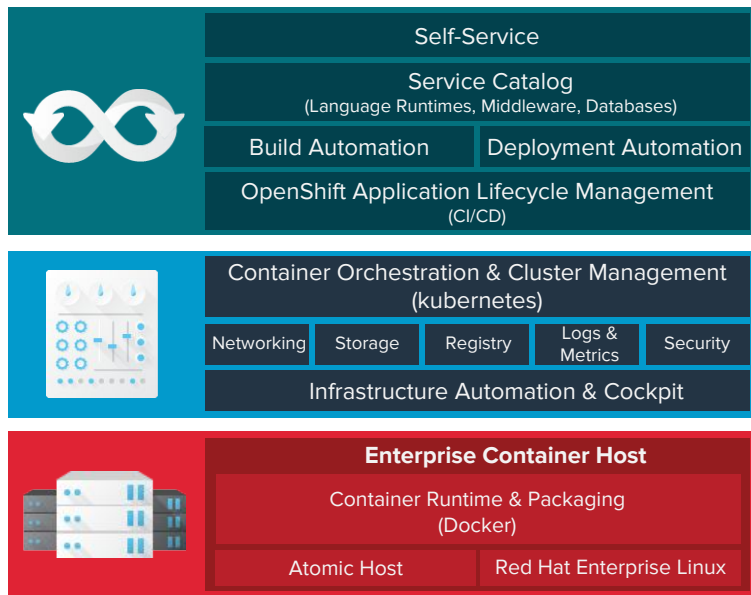 Self-Service
Service Catalog
(Language Runtimes, Middleware, Databases)
Build Automation
Deployment Automation
OpenShift Application Lifecycle Management
(CI/CD)
Container Orchestration & Cluster Management
(kubernetes)
Networking
Storage
Registry
Logs &
Metrics
Security
Infrastructure Automation & Cockpit
Enterprise Container Host
Container Runtime & Packaging
(Docker)
Atomic Host
Red Hat Enterprise Linux